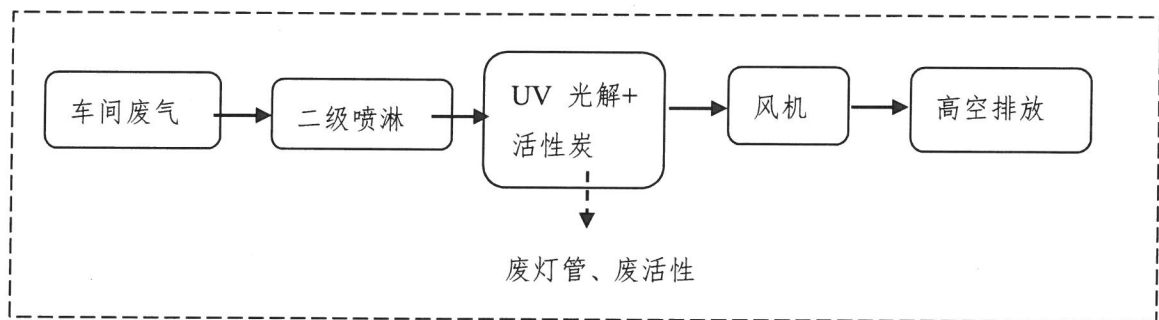 车间废气
二级喷淋
UV 光解+
活性炭
风机
高空排放
废灯管、废活性